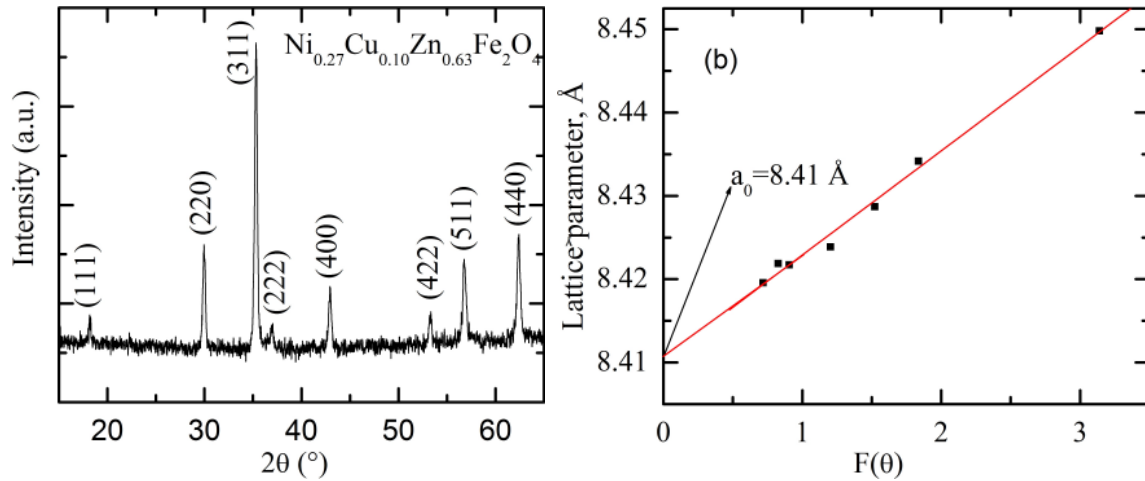 Ni0.27Cu0.10Zn0.63Fe2O4
(111)
(220)
(311)
(222)
(400)
(422)
(511)
(440)
Intensity (a.u.)
20 30 40 50 60
2θ (°)
(b)
a0=8.41 Å
Lattice parameter, Å
8.45
8.44
8.43
8.42
8.41
0 1 2 3
F(θ)